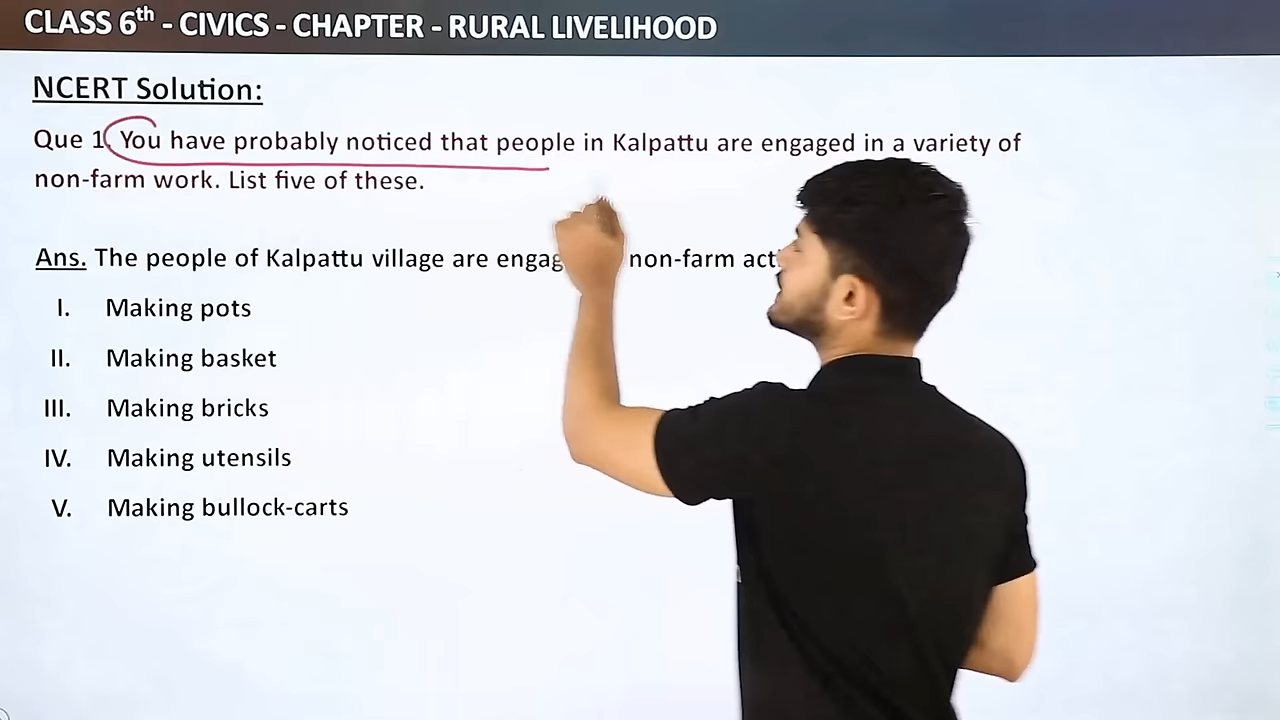 CLASS 6th - CIVICS - CHAPTER - RURAL LIVELIHOOD
NCERT Solution:
Que 1. You have probably noticed that people in Kalpattu are engaged in a variety of
non-farm work. List five of these.
Ans. The people of Kalpattu village are non-farm
I. Making pots
II. Making basket
III. Making bricks
IV. Making utensils
V. Making bullock-carts